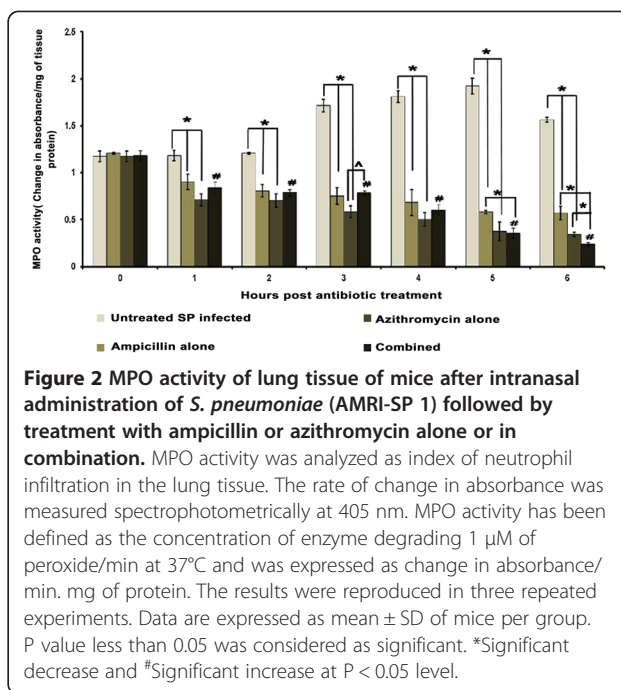 2.5
2
1.5
1
0.5
0
MPO activity( Change in absorbance/mg of tissue
protein)
* * * * * *
^ * * *
# # # # # #
0 1 2 3 4 5 6
Hours post antibiotic treatment
Untreated SP infected Azithromycin alone
Ampicillin alone Combined
Figure 2 MPO activity of lung tissue of mice after intranasal
administration of S. pneumoniae (AMRI-SP 1) followed by
treatment with ampicillin or azithromycin alone or in
combination. MPO activity was analyzed as index of neutrophil
infiltration in the lung tissue. The rate of change in absorbance was
measured spectrophotometrically at 405 nm. MPO activity has been
defined as the concentration of enzyme degrading 1 μM of
peroxide/min at 37°C and was expressed as change in absorbance/
min. mg of protein. The results were reproduced in three repeated
experiments. Data are expressed as mean ± SD of mice per group.
P value less than 0.05 was considered as significant. *Significant
decrease and #Significant increase at P < 0.05 level.